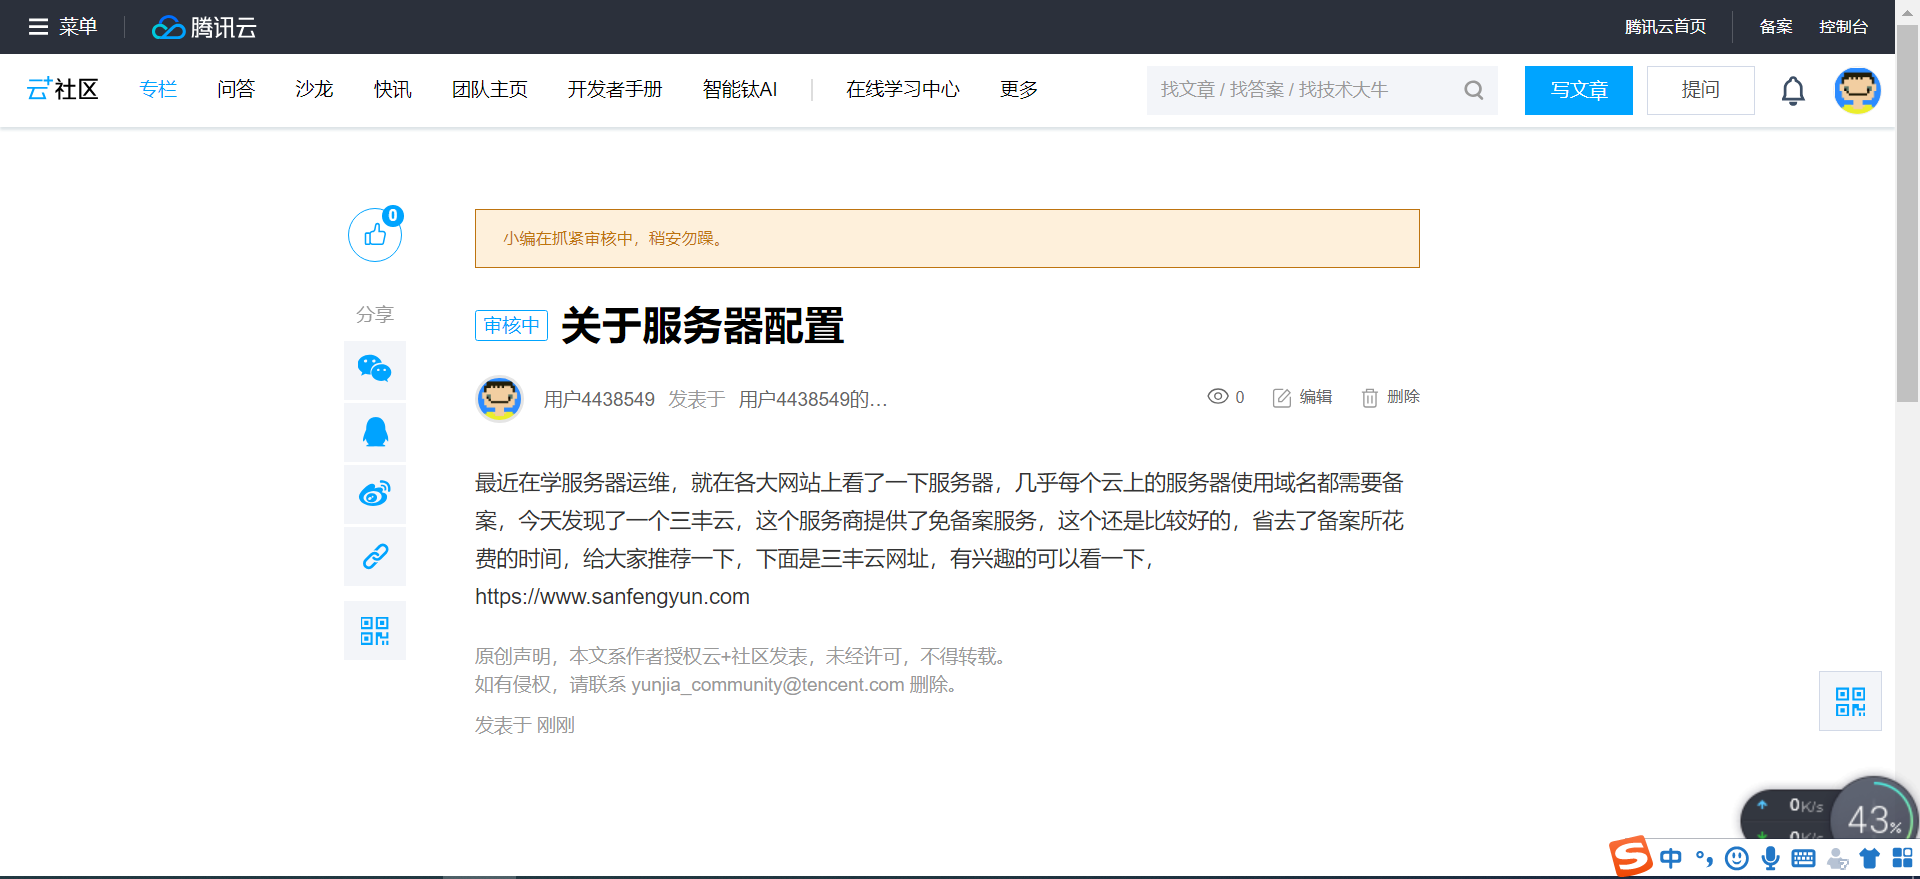 菜单 腾讯云 腾讯云首页 备案 控制台
云+社区 专栏 问答 沙龙 快讯 团队主页 开发者手册 智能钛AI 在线学习中心 更多 找文章 / 找答案 / 找技术大牛 写文章 提问
0
小编在抓紧审核中，稍安勿躁。
分享
审核中 关于服务器配置
用户4438549 发表于 用户4438549的... 0 编辑 删除
最近在学服务器运维，就在各大网站上看了一下服务器，几乎每个云上的服务器使用域名都需要备
案，今天发现了一个三丰云，这个服务商提供了免备案服务，这个还是比较好的，省去了备案所花
费的时间，给大家推荐一下，下面是三丰云网址，有兴趣的可以看一下，
https://www.sanfengyun.com
原创声明，本文系作者授权云+社区发表，未经许可，不得转载。
如有侵权，请联系 yunjia_community@tencent.com 删除。
发表于 刚刚
0K/s
43%
0K/s
中